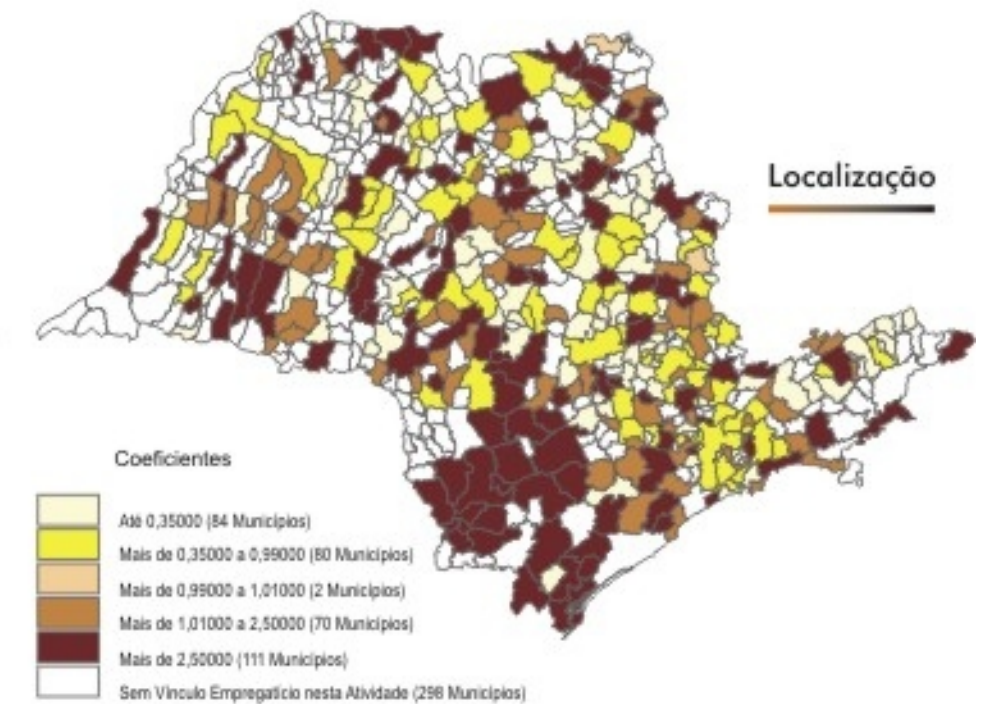 Localização
Coeficientes
Até 0,35000 (84 Municípios)
Mais de 0,35000 a 0,99000 (80 Municípios)
Mais de 0,99000 a 1,01000 (2 Municípios)
Mais de 1,01000 a 2,50000 (70 Municípios)
Mais de 2,50000 (111 Municípios)
Sem Vínculo Empregatício nesta Atividade (298 Municípios)